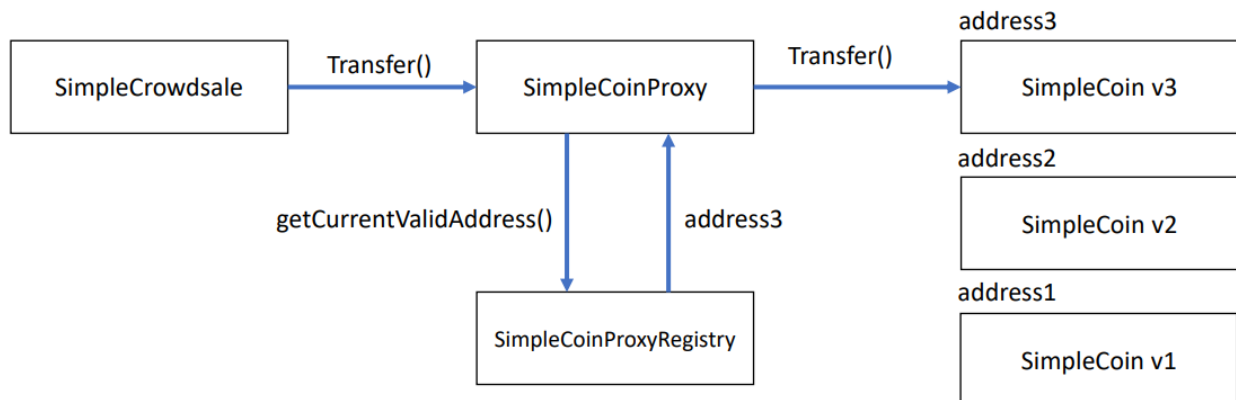 address3
Transfer()
Transfer()
SimpleCrowdsale
SimpleCoinProxy
SimpleCoin v3
address2
getCurrentValidAddress()
address3
SimpleCoin v2
address1
SimpleCoinProxyRegistry
SimpleCoin v1